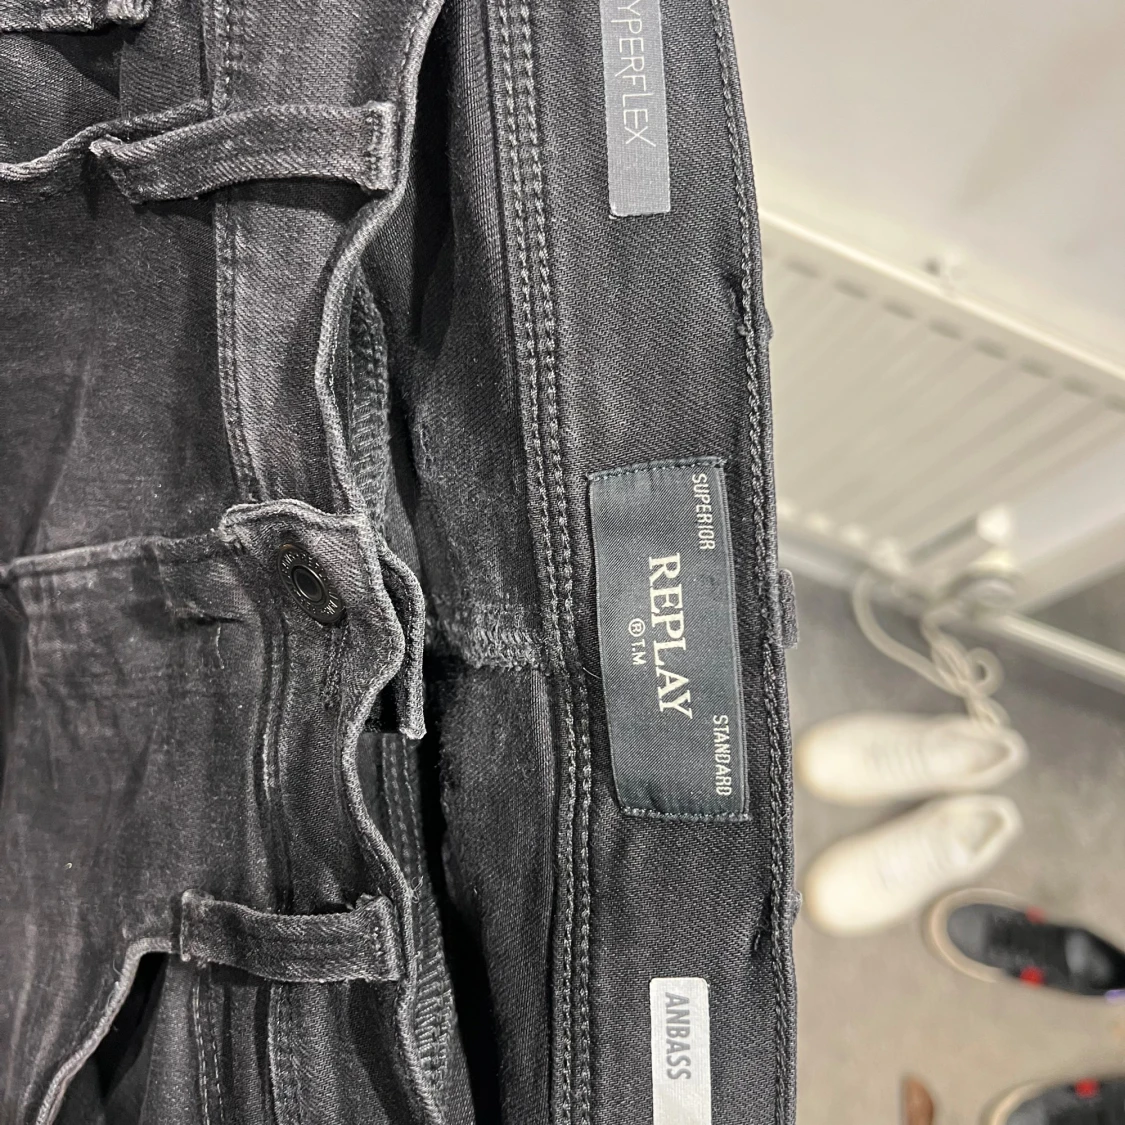 YPERFLEX
SUPERIOR
REPLAY
®T.M
STANDARD
ANBASS